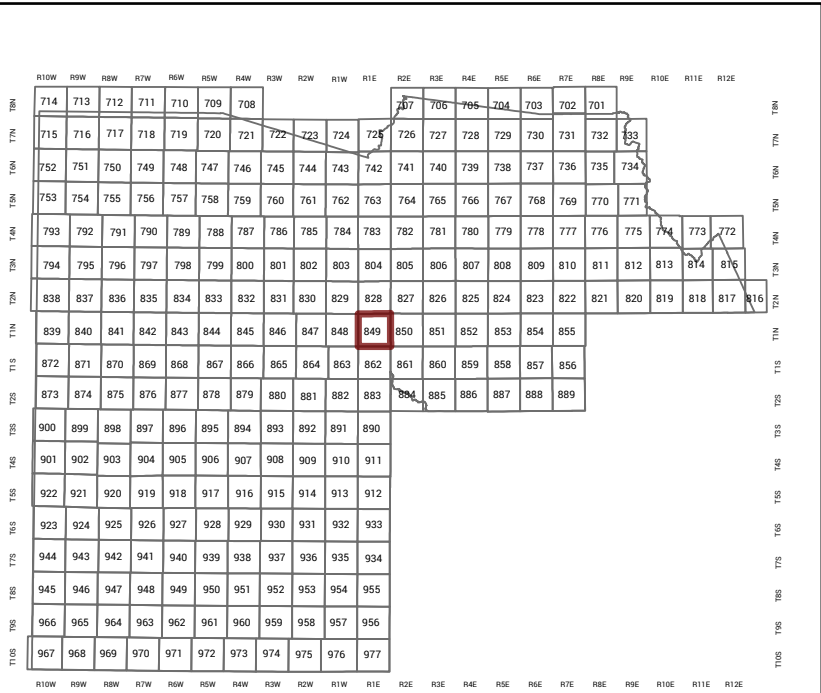 R10W R9W R8W R7W R6W R5W R4W R3W R2W R1W R1E R2E R3E R4E R5E R6E R7E R8E R9E R10E R11E R12E
T8N 714 713 712 711 710 709 708 707 706 705 704 703 702 701 T8N
T7N 715 716 717 718 719 720 721 722 723 724 725 726 727 728 729 730 731 732 733 T7N
T6N 752 751 750 749 748 747 746 745 744 743 742 741 740 739 738 737 736 735 734 T6N
T5N 753 754 755 756 757 758 759 760 761 762 763 764 765 766 767 768 769 770 771 T5N
T4N 793 792 791 790 789 788 787 786 785 784 783 782 781 780 779 778 777 776 775 774 773 772 T4N
T3N 794 795 796 797 798 799 800 801 802 803 804 805 806 807 808 809 810 811 812 813 814 815 T3N
T2N 838 837 836 835 834 833 832 831 830 829 828 827 826 825 824 823 822 821 820 819 818 817 816 T2N
T1N 839 840 841 842 843 844 845 846 847 848 849 850 851 852 853 854 855 T1N
T1S 872 871 870 869 868 867 866 865 864 863 862 861 860 859 858 857 856 T1S
T2S 873 874 875 876 877 878 879 880 881 882 883 884 885 886 887 888 889 T2S
T3S 900 899 898 897 896 895 894 893 892 891 890 T3S
T4S 901 902 903 904 905 906 907 908 909 910 911 T4S
T5S 922 921 920 919 918 917 916 915 914 913 912 T5S
T6S 923 924 925 926 927 928 929 930 931 932 933 T6S
T7S 944 943 942 941 940 939 938 937 936 935 934 T7S
T8S 945 946 947 948 949 950 951 952 953 954 955 T8S
T9S 966 965 964 963 962 961 960 959 958 957 956 T9S
T10S 967 968 969 970 971 972 973 974 975 976 977 T10S
R10W R9W R8W R7W R6W R5W R4W R3W R2W R1W R1E R2E R3E R4E R5E R6E R7E R8E R9E R10E R11E R12E